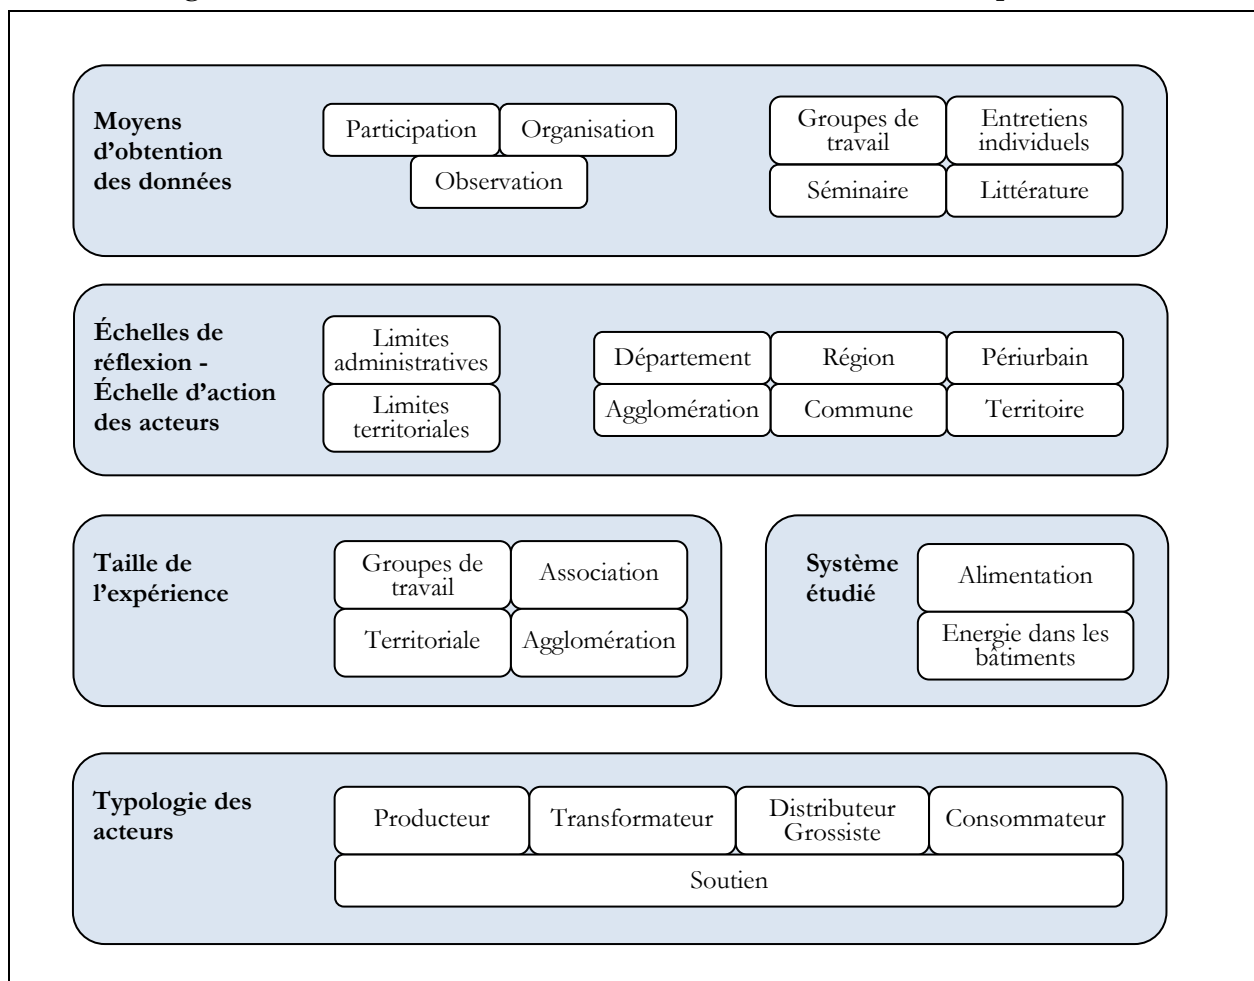 Moyens
d’obtention
des données
Participation
Organisation
Observation
Groupes de
travail
Entretiens
individuels
Séminaire
Littérature
Échelles de
réflexion -
Échelle d’action
des acteurs
Limites
administratives
Limites
territoriales
Département
Région
Périurbain
Agglomération
Commune
Territoire
Taille de
l’expérience
Groupes de
travail
Association
Territoriale
Agglomération
Système
étudié
Alimentation
Energie dans les
bâtiments
Typologie des
acteurs
Producteur
Transformateur
Distributeur
Grossiste
Consommateur
Soutien